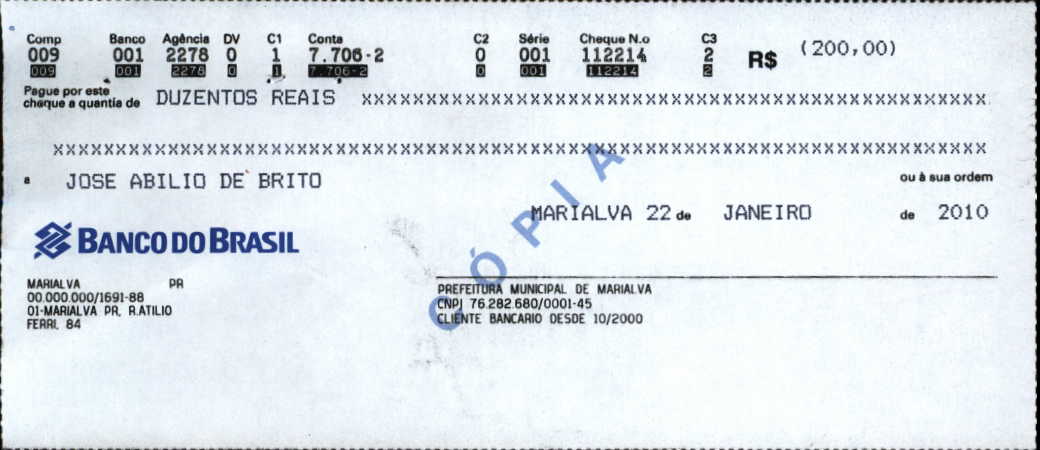 Comp Banco Agência DV C1 Conta C2 Série Cheque N.o C3
009 001 2278 0 1 7.706-2 0 001 112214 2 R$ (200,00)
009 001 2278 0 1 7.706-2 0 001 112214 2
Pague por este
cheque a quantia de DUZENTOS REAIS XXXXXXXXXXXXXXXXXXXXXXXXXXXXXXXXXXXXXXXXXXXXXXXXXXXXXXXXXXXX
XXXXXXXXXXXXXXXXXXXXXXXXXXXXXXXXXXXXXXXXXXXXXXXXXXXXXXXXXXXXXXXXXXXXXXXXXXXXXXXXXXXXXXXXXX
a JOSE ABILIO DE BRITO ou à sua ordem
MARIALVA 22 de JANEIRO de 2010
CÓPIA
BANCO DO BRASIL
MARIALVA PR
00.000.000/1691-88
01-MARIALVA PR, R.ATILIO
FERRI, 84
PREFEITURA MUNICIPAL DE MARIALVA
CNPJ 76.282.680/0001-45
CLIENTE BANCARIO DESDE 10/2000